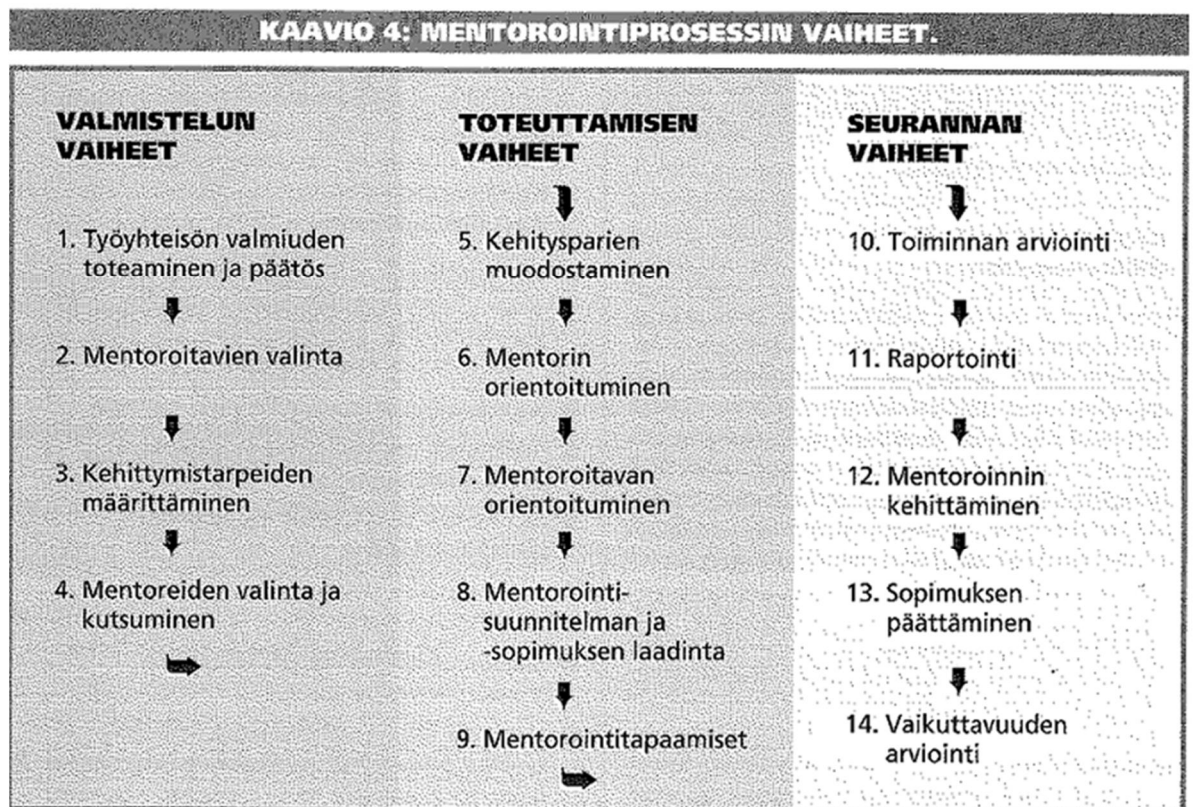 KAAVIO 4: MENTOROINTIPROSESSIN VAIHEET.
VALMISTELUN
VAIHEET
1. Työyhteisön valmiuden
toteaminen ja päätös
2. Mentoroitavien valinta
3. Kehittymistarpeiden
määrittäminen
4. Mentoreiden valinta ja
kutsuminen
TOTEUTTAMISEN
VAIHEET
5. Kehitysparien
muodostaminen
6. Mentorin
orientoituminen
7. Mentoroitavan
orientoituminen
8. Mentorointi-
suunnitelman ja
-sopimuksen laadinta
9. Mentorointitapaamiset
SEURANNAN
VAIHEET
10. Toiminnan arviointi
11. Raportointi
12. Mentoroinnin
kehittäminen
13. Sopimuksen
päättäminen
14. Vaikuttavuuden
arviointi